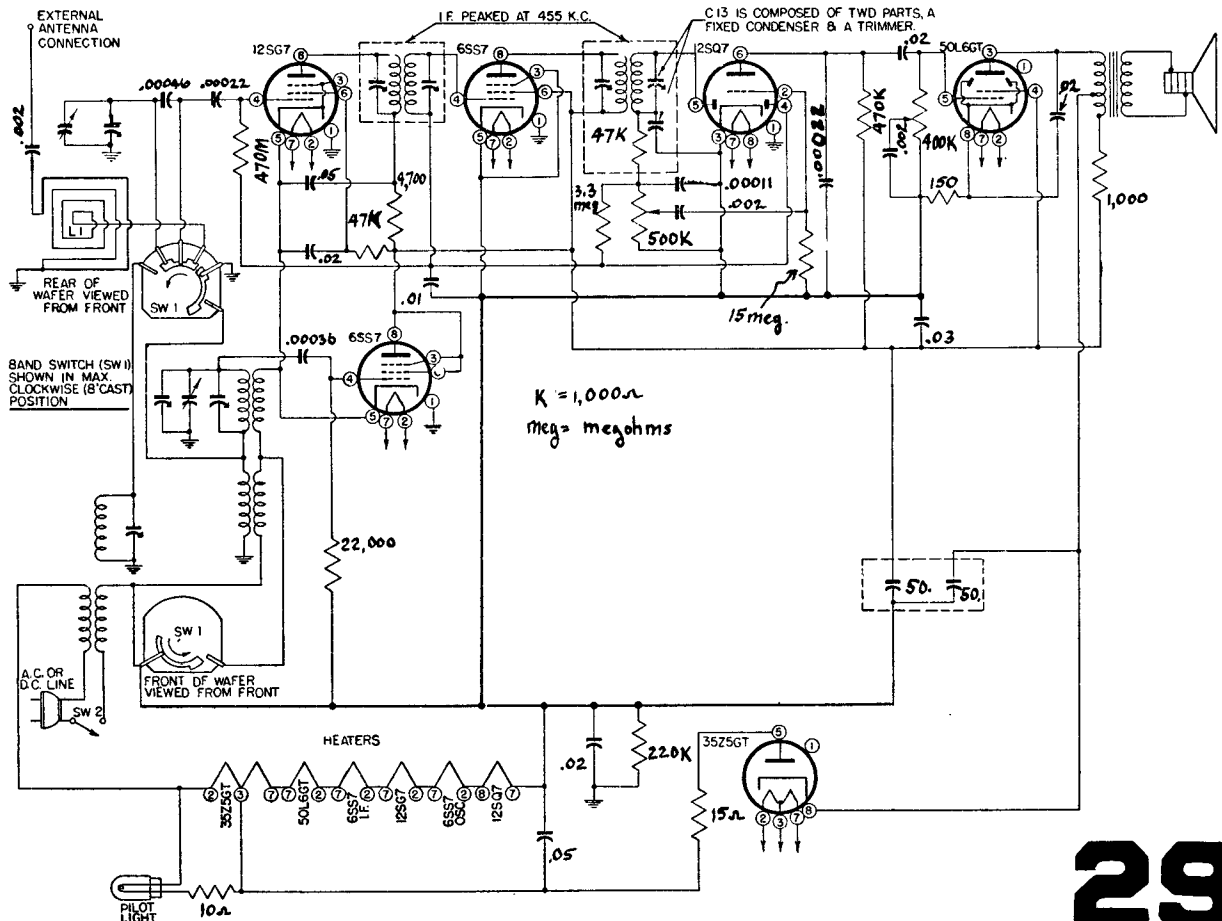 EXTERNAL
ANTENNA
CONNECTION
I.F. PEAKED AT 455 K.C.
C13 IS COMPOSED OF TWO PARTS, A
FIXED CONDENSER & A TRIMMER.
12SG7
6SS7
12SQ7
50L6GT
.002
.00046
.00022
470M
.05
4,700
47K
.02
47K
3.3
meg
.00011
.002
500K
15 meg.
.00022
470K
.02
.002
400K
150
.02
1,000
.03
.01
L1
REAR OF
WAFER VIEWED
FROM FRONT
SW 1
BAND SWITCH (SW1)
SHOWN IN MAX.
CLOCKWISE (B'CAST)
POSITION
.00036
6SS7
K = 1,000Ω
meg = megohms
22,000
50.
50.
SW 1
FRONT OF WAFER
VIEWED FROM FRONT
A.C. OR
D.C. LINE
SW 2
HEATERS
35Z5GT
50L6GT
6SS7
I.F.
12SG7
6SS7
OSC
12SQ7
.02
220K
.05
35Z5GT
15Ω
PILOT
LIGHT
10Ω
29